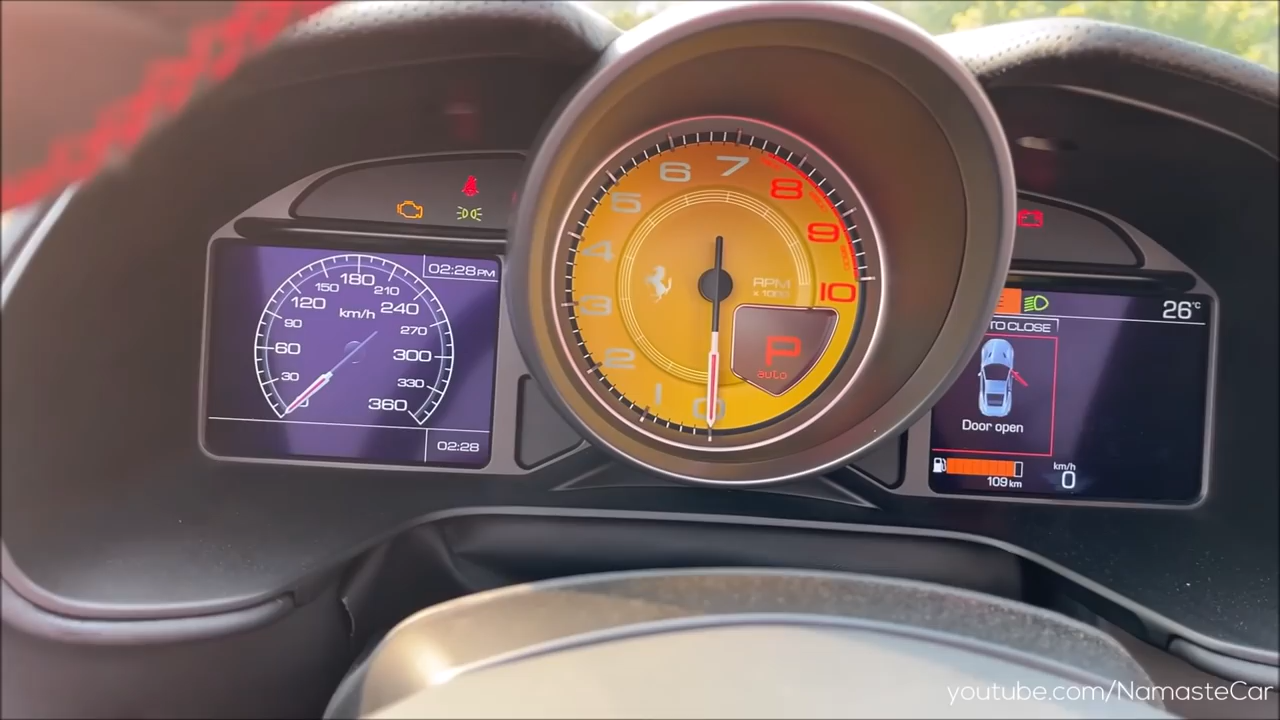 02:28 PM
180
150
210
120
240
km/h
90
270
60
300
30
330
360
02:28
7
6
8
5
9
4
RPM
x 1000
10
3
P
auto
2
1
0
26°C
TO CLOSE
Door open
109 km
km/h
0
youtube.com/NamasteCar